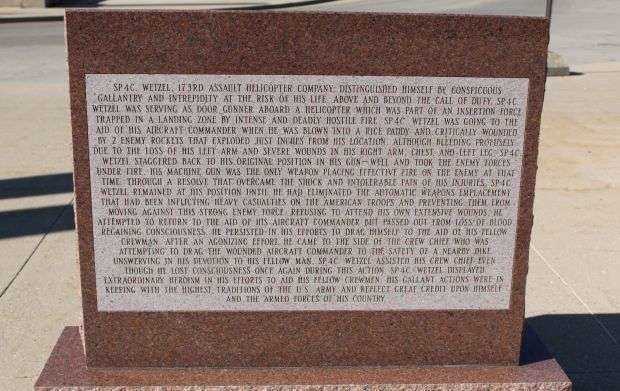 SP4C. WETZEL, 173RD ASSAULT HELICOPTER COMPANY, DISTINGUISHED HIMSELF BY CONSPICUOUS
GALLANTRY AND INTREPIDITY AT THE RISK OF HIS LIFE, ABOVE AND BEYOND THE CALL OF DUTY. SP4C.
WETZEL WAS SERVING AS DOOR GUNNER ABOARD A HELICOPTER WHICH WAS PART OF AN INSERTION FORCE
TRAPPED IN A LANDING ZONE BY INTENSE AND DEADLY HOSTILE FIRE. SP4C. WETZEL WAS GOING TO THE
AID OF HIS AIRCRAFT COMMANDER WHEN HE WAS BLOWN INTO A RICE PADDY AND CRITICALLY WOUNDED
BY 2 ENEMY ROCKETS THAT EXPLODED JUST INCHES FROM HIS LOCATION. ALTHOUGH BLEEDING PROFUSELY
DUE TO THE LOSS OF HIS LEFT ARM AND SEVERE WOUNDS IN HIS RIGHT ARM, CHEST, AND LEFT LEG, SP4C.
WETZEL STAGGERED BACK TO HIS ORIGINAL POSITION IN HIS GUN-WELL AND TOOK THE ENEMY FORCES
UNDER FIRE. HIS MACHINE GUN WAS THE ONLY WEAPON PLACING EFFECTIVE FIRE ON THE ENEMY AT THAT
TIME. THROUGH A RESOLVE THAT OVERCAME THE SHOCK AND INTOLERABLE PAIN OF HIS INJURIES, SP4C.
WETZEL REMAINED AT HIS POSITION UNTIL HE HAD ELIMINATED THE AUTOMATIC WEAPONS EMPLACEMENT
THAT HAD BEEN INFLICTING HEAVY CASUALTIES ON THE AMERICAN TROOPS AND PREVENTING THEM FROM
MOVING AGAINST THIS STRONG ENEMY FORCE. REFUSING TO ATTEND HIS OWN EXTENSIVE WOUNDS, HE
ATTEMPTED TO RETURN TO THE AID OF HIS AIRCRAFT COMMANDER BUT PASSED OUT FROM LOSS OF BLOOD.
REGAINING CONSCIOUSNESS, HE PERSISTED IN HIS EFFORTS TO DRAG HIMSELF TO THE AID OF HIS FELLOW
CREWMAN. AFTER AN AGONIZING EFFORT, HE CAME TO THE SIDE OF THE CREW CHIEF WHO WAS
ATTEMPTING TO DRAG THE WOUNDED AIRCRAFT COMMANDER TO THE SAFETY OF A NEARBY DIKE.
UNSWERVING IN HIS DEVOTION TO HIS FELLOW MAN, SP4C. WETZEL ASSISTED HIS CREW CHIEF EVEN
THOUGH HE LOST CONSCIOUSNESS ONCE AGAIN DURING THIS ACTION. SP4C. WETZEL DISPLAYED
EXTRAORDINARY HEROISM IN HIS EFFORTS TO AID HIS FELLOW CREWMEN. HIS GALLANT ACTIONS WERE IN
KEEPING WITH THE HIGHEST TRADITIONS OF THE U.S. ARMY AND REFLECT GREAT CREDIT UPON HIMSELF
AND THE ARMED FORCES OF HIS COUNTRY.